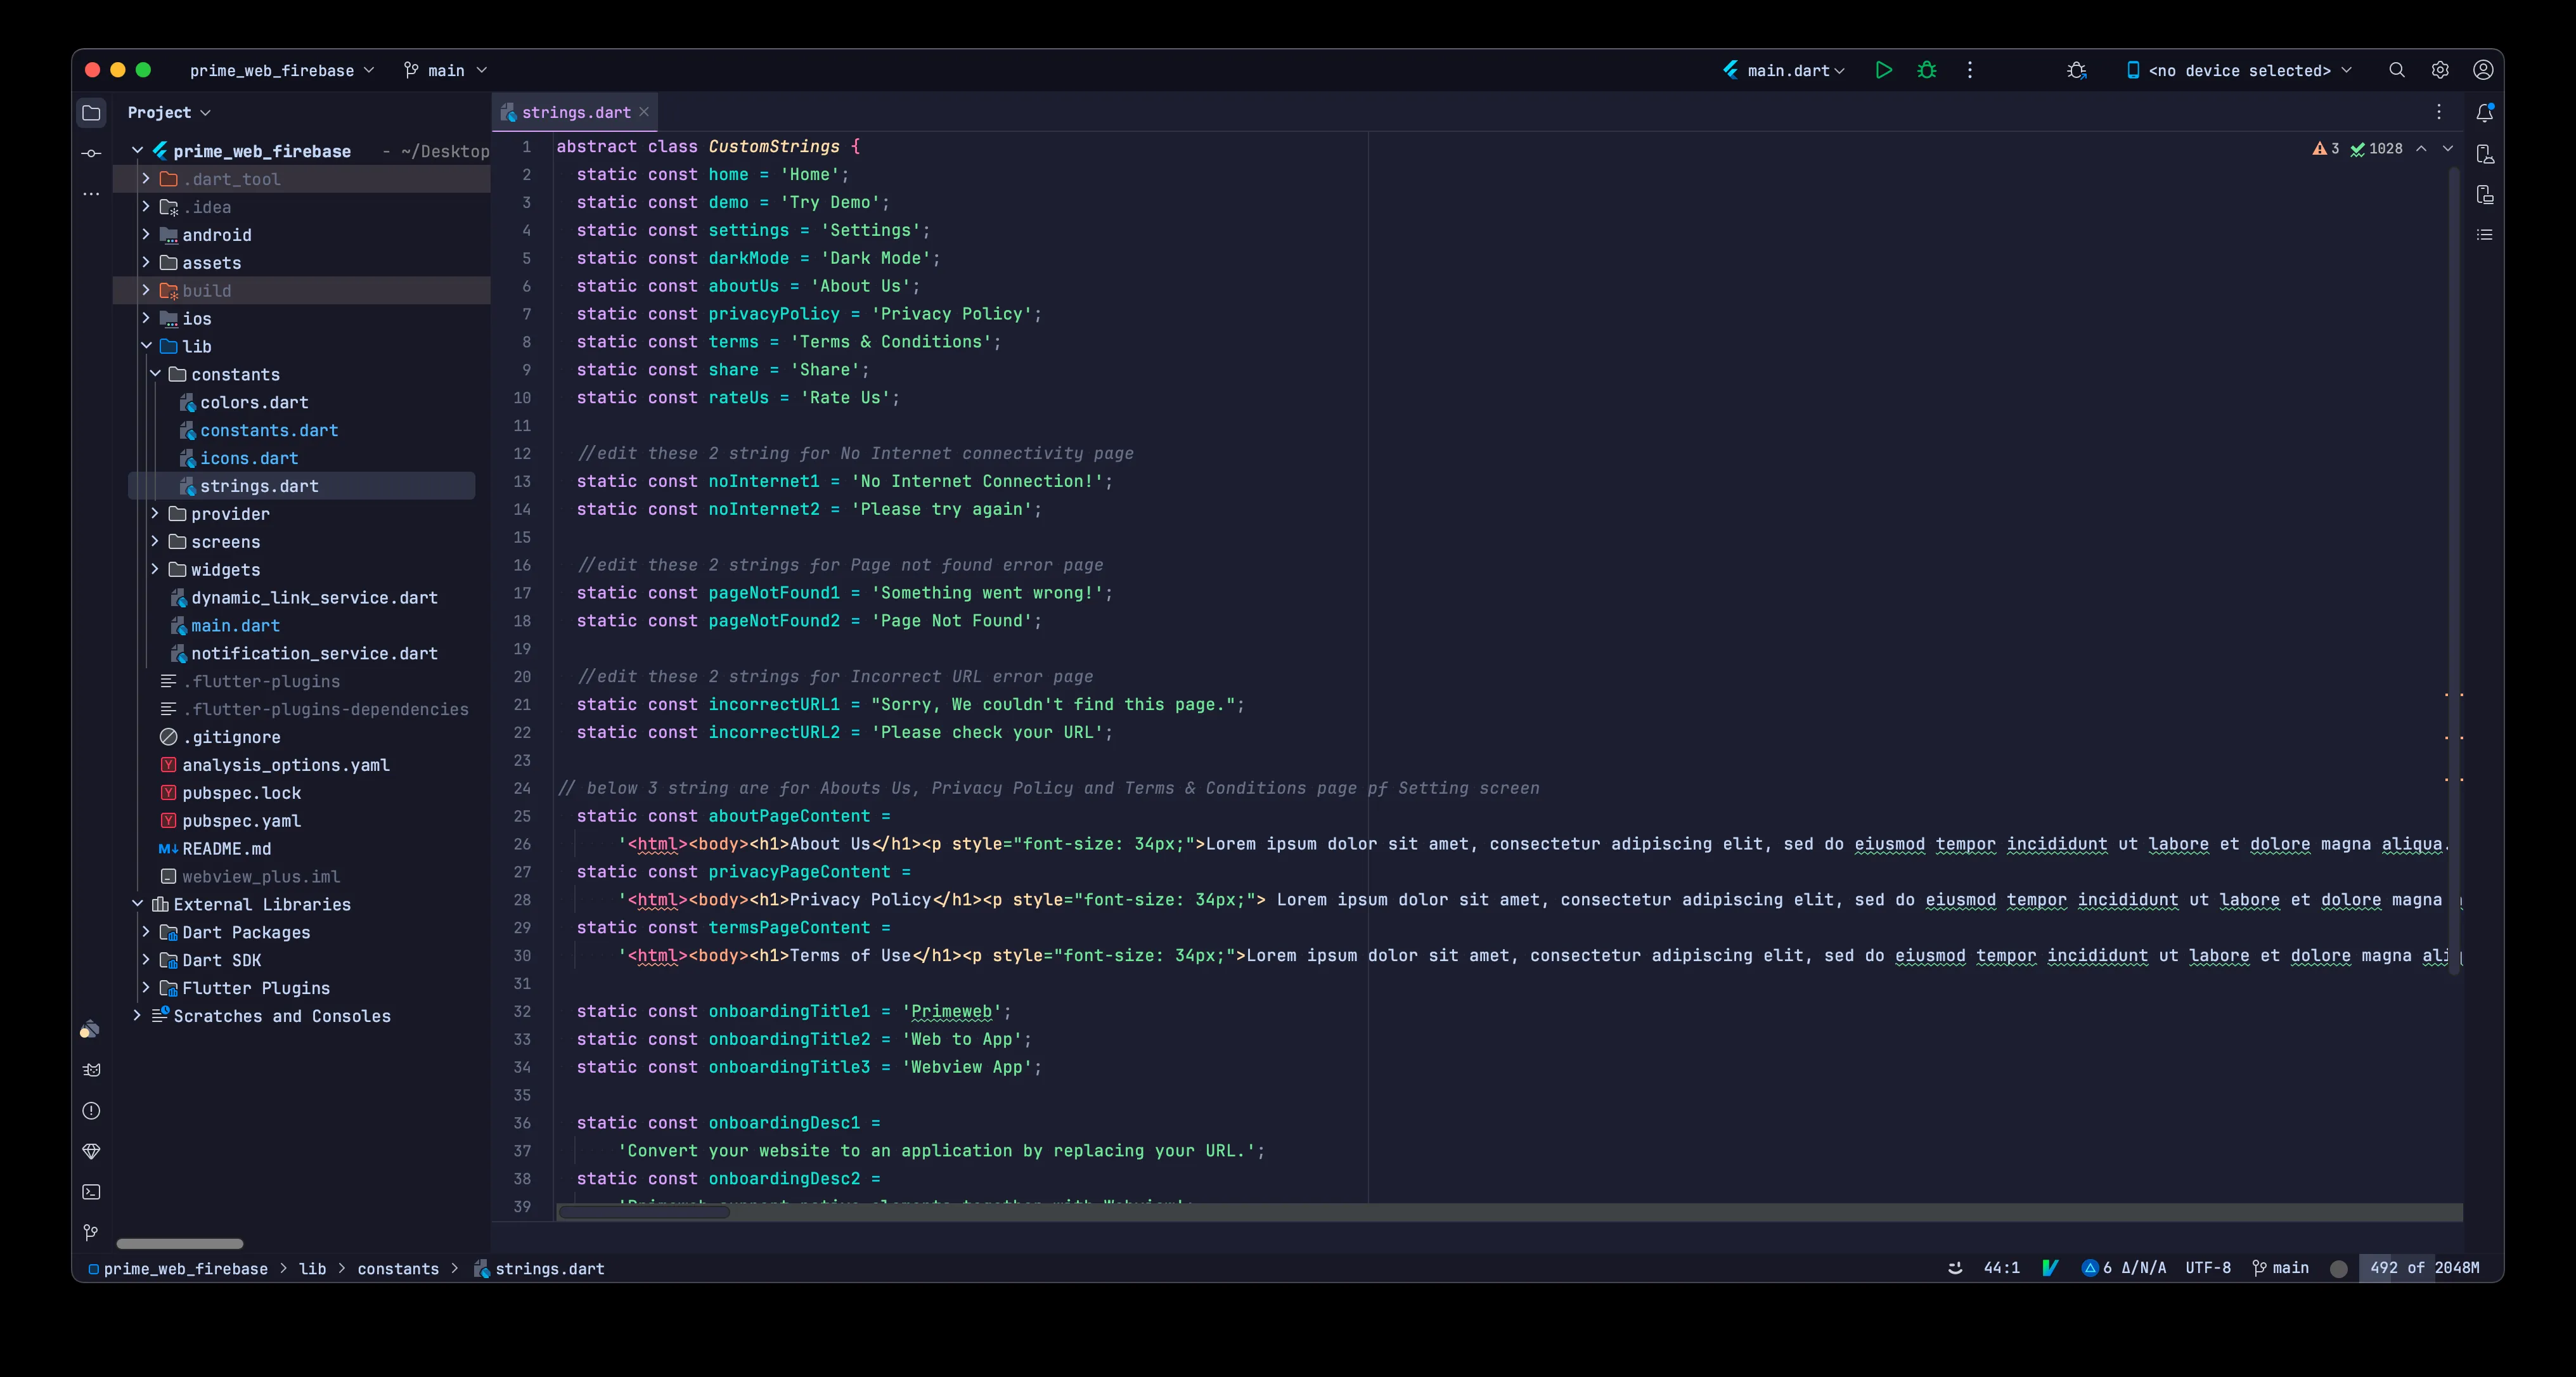 prime_web_firebase main main.dart <no device selected>
Project
prime_web_firebase - ~/Desktop
.dart_tool
.idea
android
assets
build
ios
lib
constants
colors.dart
constants.dart
icons.dart
strings.dart
provider
screens
widgets
dynamic_link_service.dart
main.dart
notification_service.dart
.flutter-plugins
.flutter-plugins-dependencies
.gitignore
analysis_options.yaml
pubspec.lock
pubspec.yaml
README.md
webview_plus.iml
External Libraries
Dart Packages
Dart SDK
Flutter Plugins
Scratches and Consoles
strings.dart
3 1028
1 abstract class CustomStrings {
2 static const home = 'Home';
3 static const demo = 'Try Demo';
4 static const settings = 'Settings';
5 static const darkMode = 'Dark Mode';
6 static const aboutUs = 'About Us';
7 static const privacyPolicy = 'Privacy Policy';
8 static const terms = 'Terms & Conditions';
9 static const share = 'Share';
10 static const rateUs = 'Rate Us';
11
12 //edit these 2 string for No Internet connectivity page
13 static const noInternet1 = 'No Internet Connection!';
14 static const noInternet2 = 'Please try again';
15
16 //edit these 2 strings for Page not found error page
17 static const pageNotFound1 = 'Something went wrong!';
18 static const pageNotFound2 = 'Page Not Found';
19
20 //edit these 2 strings for Incorrect URL error page
21 static const incorrectURL1 = "Sorry, We couldn't find this page.";
22 static const incorrectURL2 = 'Please check your URL';
23
24 // below 3 string are for Abouts Us, Privacy Policy and Terms & Conditions page pf Setting screen
25 static const aboutPageContent =
26 '<html><body><h1>About Us</h1><p style="font-size: 34px;">Lorem ipsum dolor sit amet, consectetur adipiscing elit, sed do eiusmod tempor incididunt ut labore et dolore magna aliqua.
27 static const privacyPageContent =
28 '<html><body><h1>Privacy Policy</h1><p style="font-size: 34px;"> Lorem ipsum dolor sit amet, consectetur adipiscing elit, sed do eiusmod tempor incididunt ut labore et dolore magna
29 static const termsPageContent =
30 '<html><body><h1>Terms of Use</h1><p style="font-size: 34px;">Lorem ipsum dolor sit amet, consectetur adipiscing elit, sed do eiusmod tempor incididunt ut labore et dolore magna ali
31
32 static const onboardingTitle1 = 'Primeweb';
33 static const onboardingTitle2 = 'Web to App';
34 static const onboardingTitle3 = 'Webview App';
35
36 static const onboardingDesc1 =
37 'Convert your website to an application by replacing your URL.';
38 static const onboardingDesc2 =
39
prime_web_firebase > lib > constants > strings.dart
44:1 6 Δ/N/A UTF-8 main 492 of 2048M